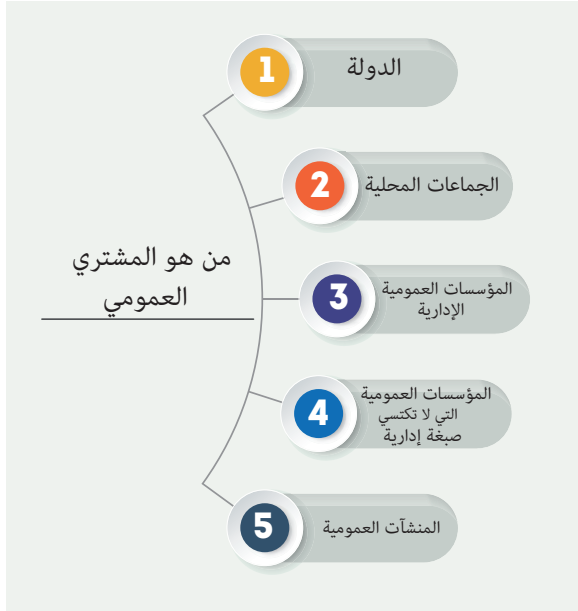 من هو المشتري
العمومي
1
الدولة
2
الجماعات المحلية
3
المؤسسات العمومية
الإدارية
4
المؤسسات العمومية
التي لا تكتسي
صبغة إدارية
5
المنشآت العمومية